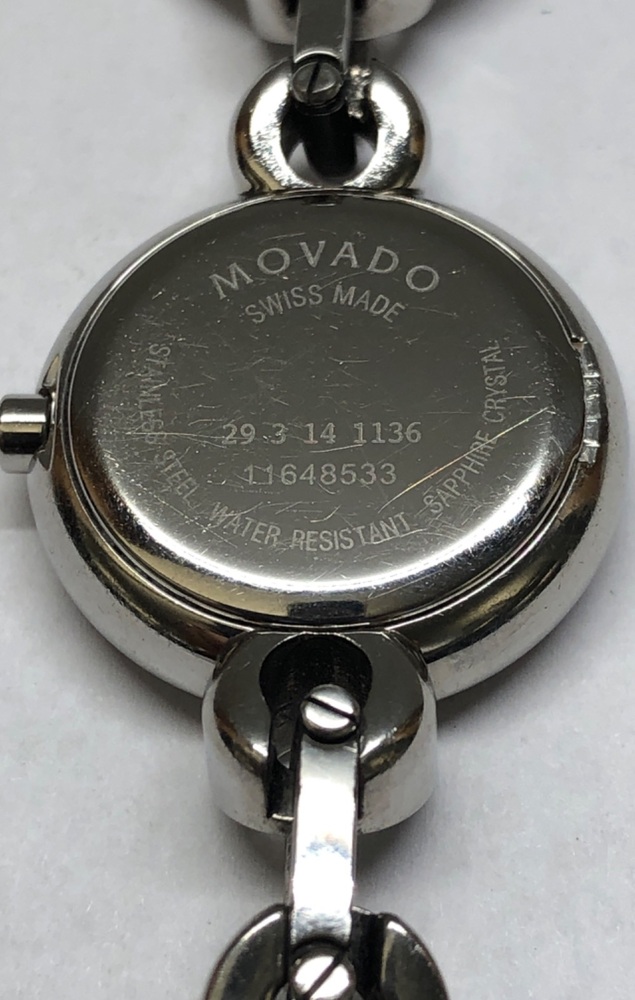 MOVADO
SWISS MADE
29 3 14 1136
11648533
STAINLESS STEEL WATER RESISTANT SAPPHIRE CRYSTAL